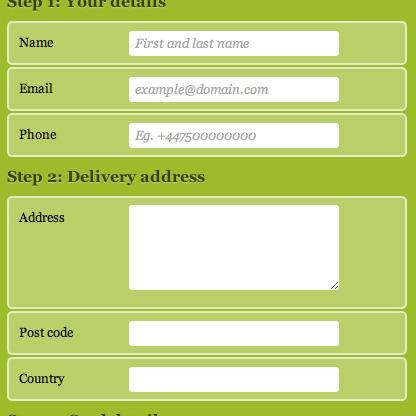 Step 1: Your details
Name
First and last name
Email
example@domain.com
Phone
Eg. +447500000000
Step 2: Delivery address
Address
Post code
Country